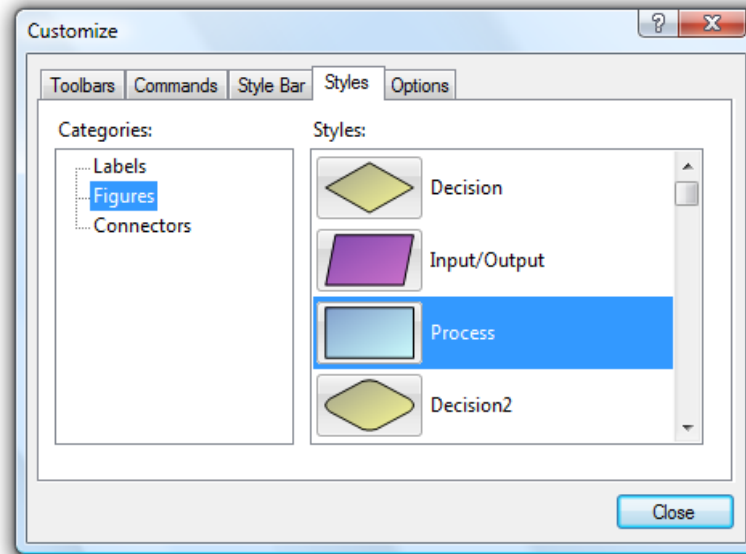 Customize
Toolbars Commands Style Bar Styles Options
Categories:
Labels
Figures
Connectors
Styles:
Decision
Input/Output
Process
Decision2
Close